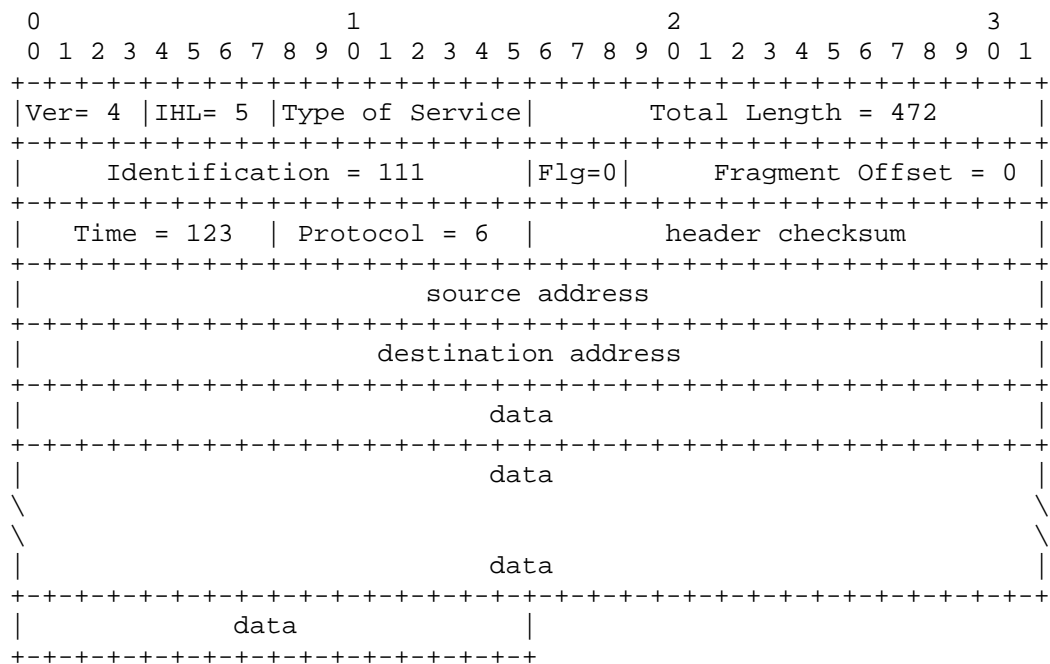 0                   1                   2                   3
0 1 2 3 4 5 6 7 8 9 0 1 2 3 4 5 6 7 8 9 0 1 2 3 4 5 6 7 8 9 0 1
+-+-+-+-+-+-+-+-+-+-+-+-+-+-+-+-+-+-+-+-+-+-+-+-+-+-+-+-+-+-+-+-+
|Ver= 4 |IHL= 5 |Type of Service|        Total Length = 472     |
+-+-+-+-+-+-+-+-+-+-+-+-+-+-+-+-+-+-+-+-+-+-+-+-+-+-+-+-+-+-+-+-+
|     Identification = 111      |Flg=0|     Fragment Offset = 0 |
+-+-+-+-+-+-+-+-+-+-+-+-+-+-+-+-+-+-+-+-+-+-+-+-+-+-+-+-+-+-+-+-+
|   Time = 123  | Protocol = 6  |        header checksum        |
+-+-+-+-+-+-+-+-+-+-+-+-+-+-+-+-+-+-+-+-+-+-+-+-+-+-+-+-+-+-+-+-+
|                         source address                        |
+-+-+-+-+-+-+-+-+-+-+-+-+-+-+-+-+-+-+-+-+-+-+-+-+-+-+-+-+-+-+-+-+
|                      destination address                      |
+-+-+-+-+-+-+-+-+-+-+-+-+-+-+-+-+-+-+-+-+-+-+-+-+-+-+-+-+-+-+-+-+
|                             data                              |
+-+-+-+-+-+-+-+-+-+-+-+-+-+-+-+-+-+-+-+-+-+-+-+-+-+-+-+-+-+-+-+-+
|                             data                              |
\                                                               \
\                                                               \
|                             data                              |
+-+-+-+-+-+-+-+-+-+-+-+-+-+-+-+-+-+-+-+-+-+-+-+-+-+-+-+-+-+-+-+-+
|             data              |
+-+-+-+-+-+-+-+-+-+-+-+-+-+-+-+-+